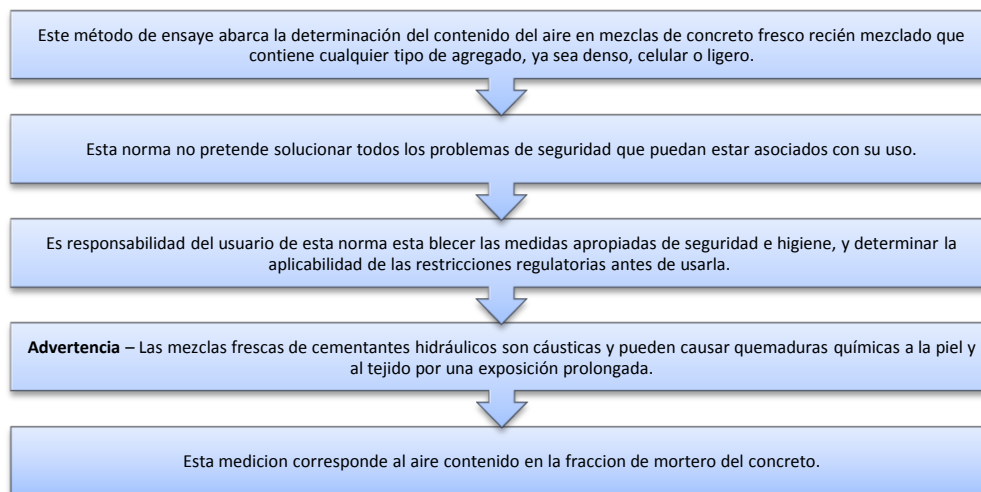 Este método de ensaye abarca la determinación del contenido del aire en mezclas de concreto fresco recién mezclado que
contiene cualquier tipo de agregado, ya sea denso, celular o ligero.
Esta norma no pretende solucionar todos los problemas de seguridad que puedan estar asociados con su uso.
Es responsabilidad del usuario de esta norma esta blecer las medidas apropiadas de seguridad e higiene, y determinar la
aplicabilidad de las restricciones regulatorias antes de usarla.
Advertencia – Las mezclas frescas de cementantes hidráulicos son cáusticas y pueden causar quemaduras químicas a la piel y
al tejido por una exposición prolongada.
Esta medicion corresponde al aire contenido en la fraccion de mortero del concreto.